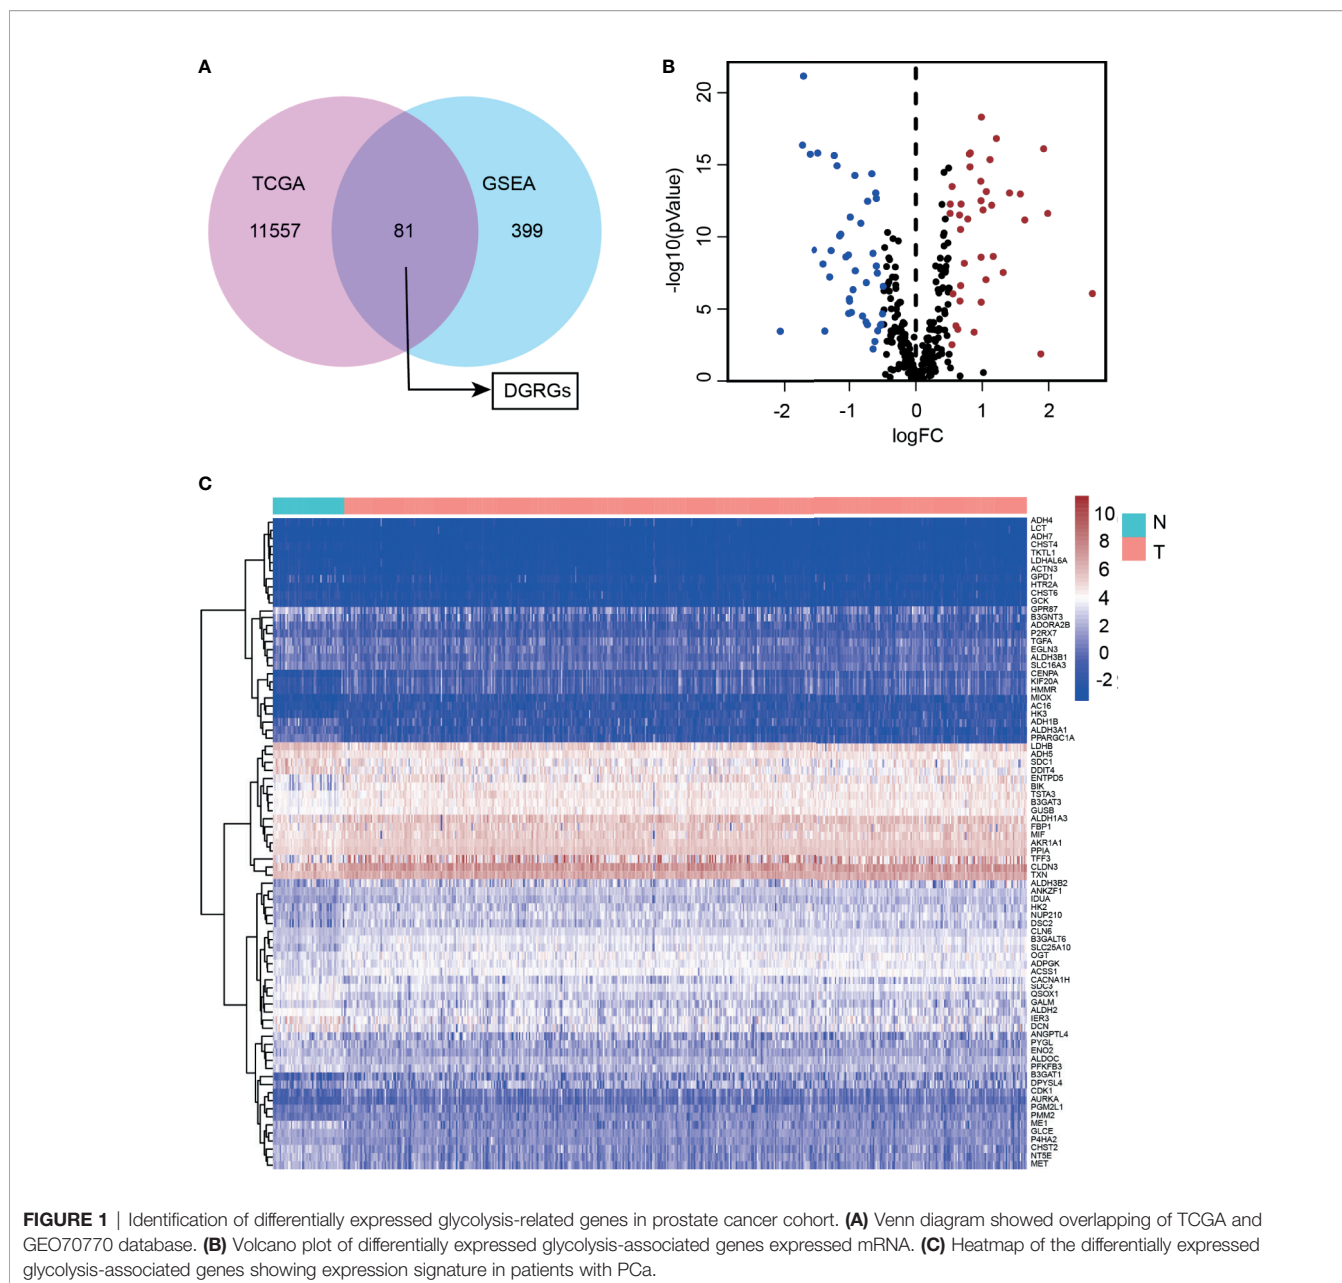 A
TCGA
GSEA
11557
81
399
DGRGs
B
-log10(pValue)
20
15
10
5
0
-2
-1
0
1
2
logFC
C
10
8
6
4
2
0
-2
N
T
ADH4
LCT
ADH7
CHST4
TKTL1
LDHAL6A
ACTN3
GPD1
HTR2A
CHST6
GCK
GPR87
B3GNT3
ADORA2B
P2RX7
TGFA
EGLN3
ALDH3B1
SLC16A3
CENPA
KIF20A
HMMR
MIOX
AC16
HK3
ADH1B
ALDH3A1
PPARGC1A
LDHB
ADH5
SDC1
DDIT4
ENTPD5
BIK
TSTA3
B3GAT3
GUSB
ALDH1A3
FBP1
MIF
AKR1A1
PPIA
TFF3
CLDN3
TXN
ALDH3B2
ANKZF1
IDUA
HK2
NUP210
DSC2
CLN6
B3GALT6
SLC25A10
OGT
ADPGK
ACSS1
CACNA1H
SDC3
QSOX1
GALM
ALDH2
IER3
DCN
ANGPTL4
PYGL
ENO2
ALDOC
PFKFB3
B3GAT1
DPYSL4
CDK1
AURKA
PGM2L1
PMM2
ME1
GLCE
P4HA2
CHST2
NT5E
MET
FIGURE 1 | Identification of differentially expressed glycolysis-related genes in prostate cancer cohort. (A) Venn diagram showed overlapping of TCGA and
GEO70770 database. (B) Volcano plot of differentially expressed glycolysis-associated genes expressed mRNA. (C) Heatmap of the differentially expressed
glycolysis-associated genes showing expression signature in patients with PCa.